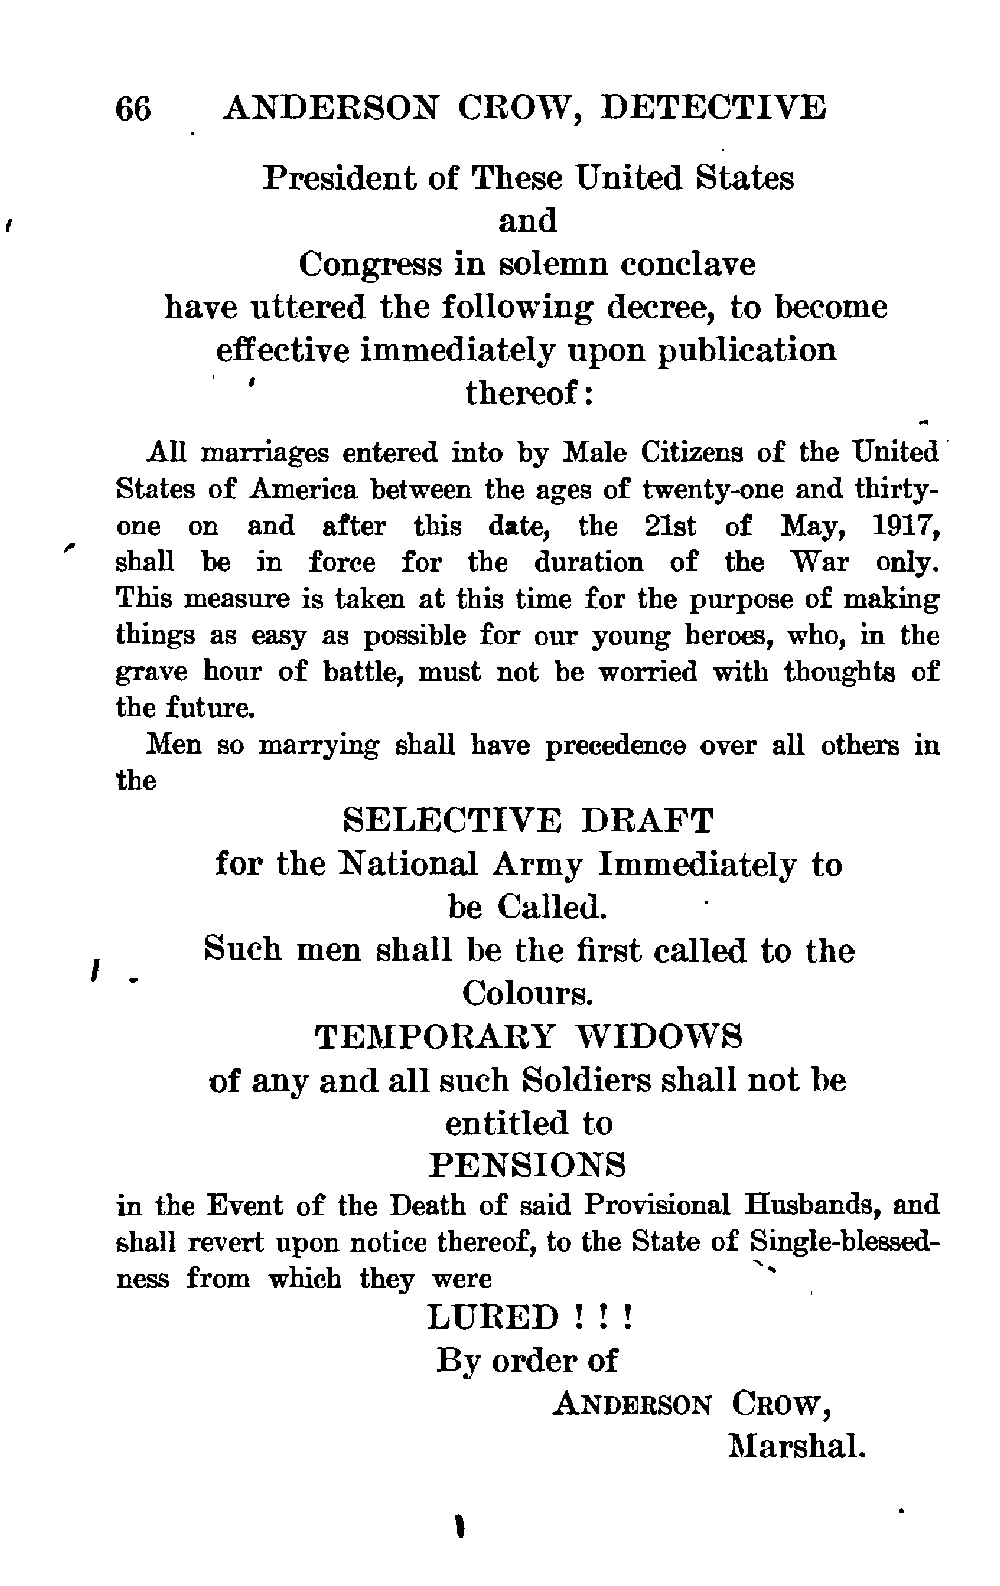 66 ANDERSON CROW, DETECTIVE
President of These United States
and
Congress in solemn conclave
have uttered the following decree, to become
effective immediately upon publication
thereof:
All marriages entered into by Male Citizens of the United
States of America between the ages of twenty-one and thirty-
one on and after this date, the 21st of May, 1917,
shall be in force for the duration of the War only.
This measure is taken at this time for the purpose of making
things as easy as possible for our young heroes, who, in the
grave hour of battle, must not be worried with thoughts of
the future.
Men so marrying shall have precedence over all others in
the
SELECTIVE DRAFT
for the National Army Immediately to
be Called.
Such men shall be the first called to the
Colours.
TEMPORARY WIDOWS
of any and all such Soldiers shall not be
entitled to
PENSIONS
in the Event of the Death of said Provisional Husbands, and
shall revert upon notice thereof, to the State of Single-blessed-
ness from which they were
LURED ! ! !
By order of
ANDERSON CROW,
Marshal.